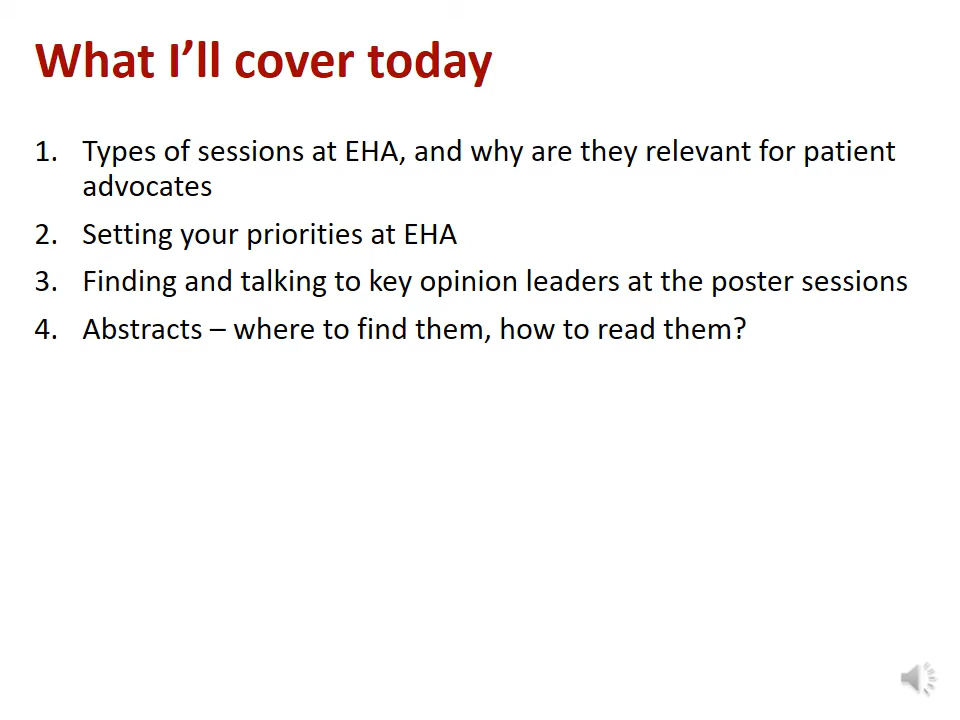 What I’ll cover today
1. Types of sessions at EHA, and why are they relevant for patient
advocates
2. Setting your priorities at EHA
3. Finding and talking to key opinion leaders at the poster sessions
4. Abstracts – where to find them, how to read them?